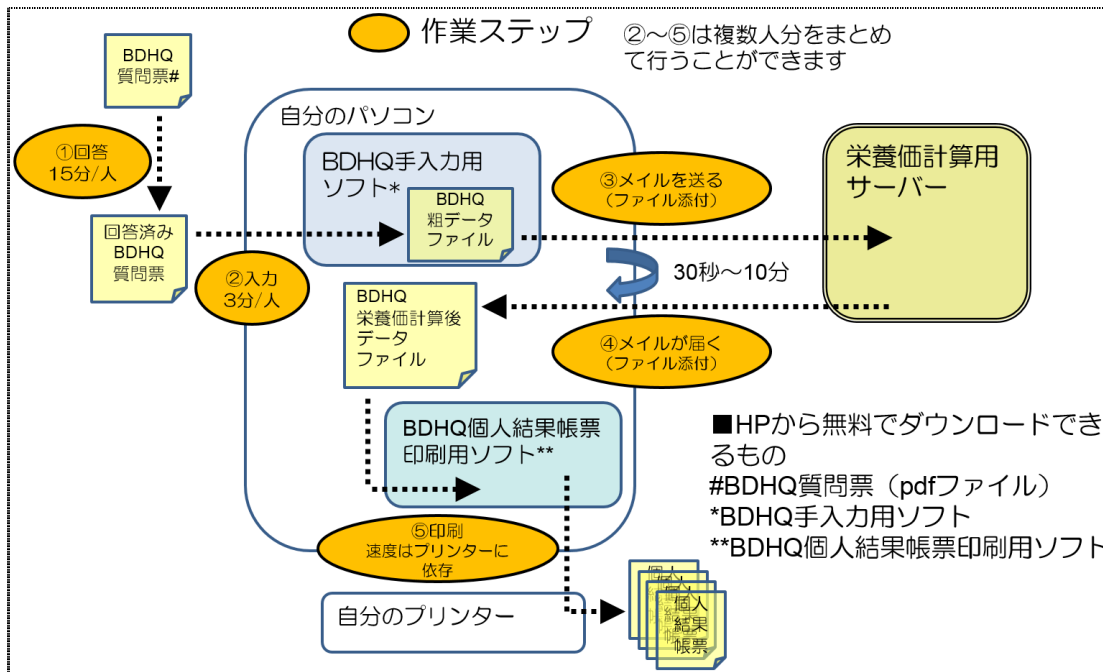 作業ステップ
②～⑤は複数人分をまとめ
て行うことができます
BDHQ
質問票#
①回答
15分/人
回答済み
BDHQ
質問票
②入力
3分/人
自分のパソコン
BDHQ手入力用
ソフト*
BDHQ
粗データ
ファイル
③メイルを送る
（ファイル添付）
栄養価計算用
サーバー
30秒～10分
④メイルが届く
（ファイル添付）
BDHQ
栄養価計算後
データ
ファイル
BDHQ個人結果帳票
印刷用ソフト**
⑤印刷
速度はプリンターに
依存
自分のプリンター
個人
個人
個人
個人
結果
帳票
■HPから無料でダウンロードでき
るもの
#BDHQ質問票（pdfファイル）
*BDHQ手入力用ソフト
**BDHQ個人結果帳票印刷用ソフト